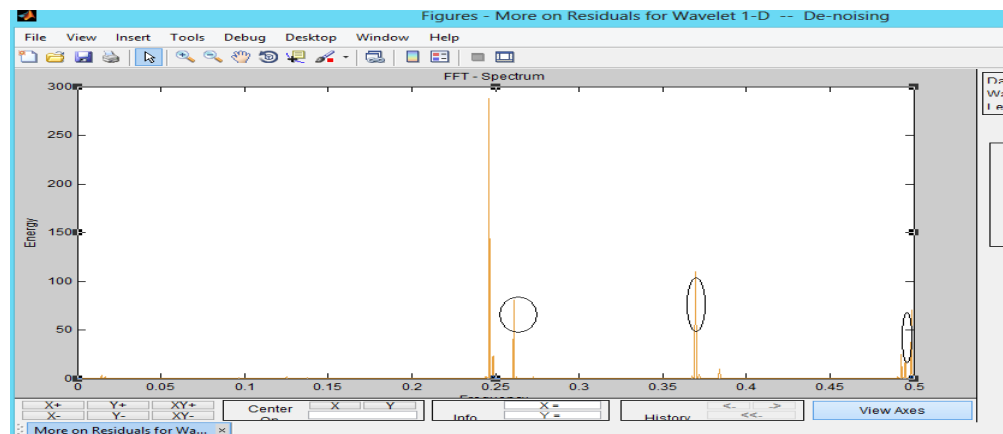 Figures - More on Residuals for Wavelet 1-D -- De-noising
File View Insert Tools Debug Desktop Window Help
FFT - Spectrum
300
250
200
150
100
50
0
Energy
0 0.05 0.1 0.15 0.2 0.25 0.3 0.35 0.4 0.45 0.5
X+ Y+ XY+
X- Y- XY-
Center
On
X Y
Info
X =
Y =
History
<- ->
<<-
View Axes
More on Residuals for Wa... ×